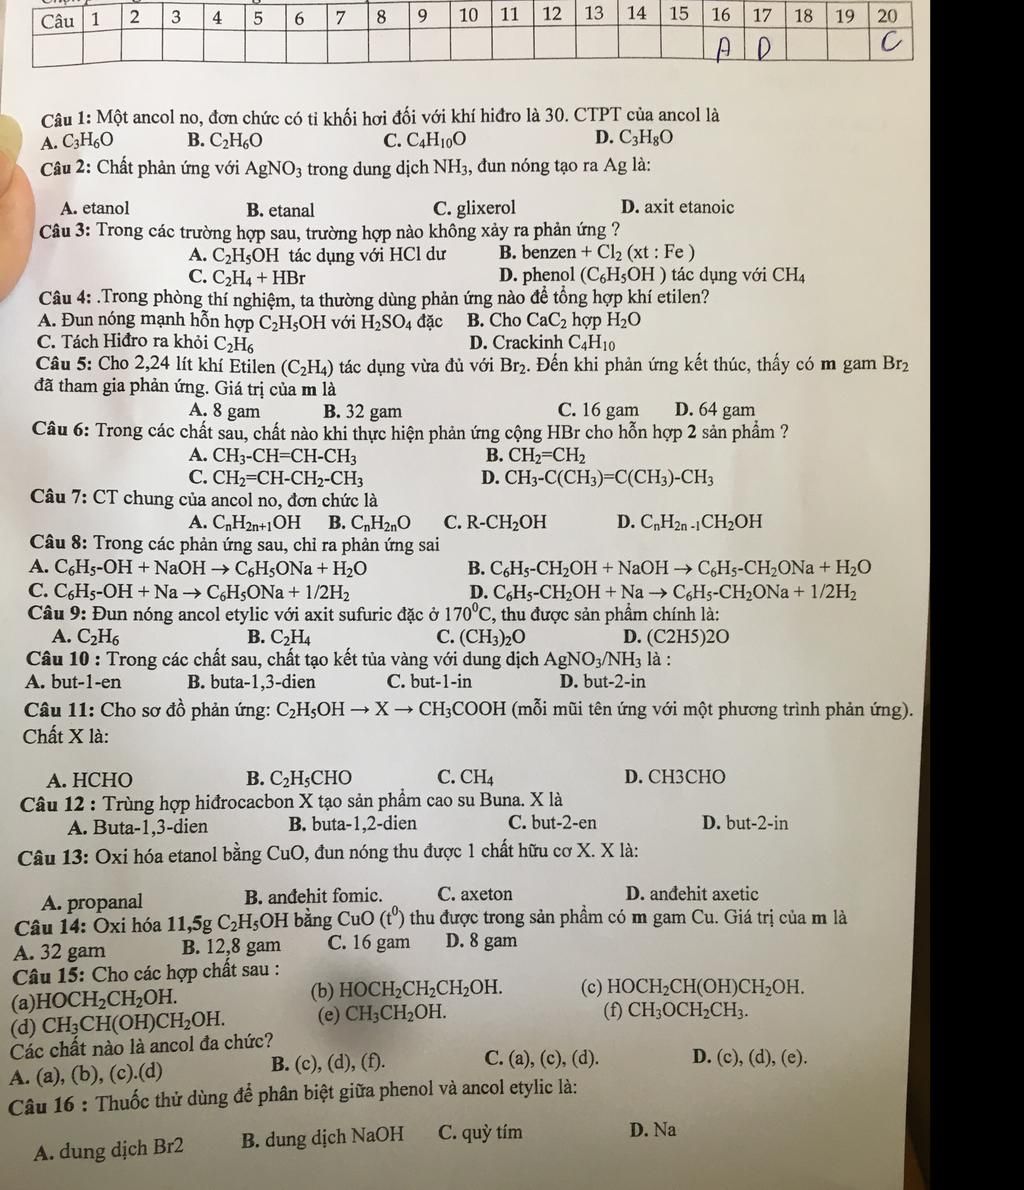 Câu 1 2 3 4 5 6 7 8 9 10 11 12 13 14 15 16 17 18 19 20
A D C
Câu 1: Một ancol no, đơn chức có tỉ khối hơi đối với khí hiđro là 30. CTPT của ancol là
A. C₃H₆O B. C₂H₆O C. C₄H₁₀O D. C₃H₈O
Câu 2: Chất phản ứng với AgNO₃ trong dung dịch NH₃, đun nóng tạo ra Ag là:
A. etanol B. etanal C. glixerol D. axit etanoic
Câu 3: Trong các trường hợp sau, trường hợp nào không xảy ra phản ứng ?
A. C₂H₅OH tác dụng với HCl dư B. benzen + Cl₂ (xt : Fe )
C. C₂H₄ + HBr D. phenol (C₆H₅OH ) tác dụng với CH₄
Câu 4: .Trong phòng thí nghiệm, ta thường dùng phản ứng nào để tổng hợp khí etilen?
A. Đun nóng mạnh hỗn hợp C₂H₅OH với H₂SO₄ đặc B. Cho CaC₂ hợp H₂O
C. Tách Hiđro ra khỏi C₂H₆ D. Crackinh C₄H₁₀
Câu 5: Cho 2,24 lít khí Etilen (C₂H₄) tác dụng vừa đủ với Br₂. Đến khi phản ứng kết thúc, thấy có m gam Br₂
đã tham gia phản ứng. Giá trị của m là
A. 8 gam B. 32 gam C. 16 gam D. 64 gam
Câu 6: Trong các chất sau, chất nào khi thực hiện phản ứng cộng HBr cho hỗn hợp 2 sản phẩm ?
A. CH₃-CH=CH-CH₃ B. CH₂=CH₂
C. CH₂=CH-CH₂-CH₃ D. CH₃-C(CH₃)=C(CH₃)-CH₃
Câu 7: CT chung của ancol no, đơn chức là
A. CₙH₂ₙ₊₁OH B. CₙH₂ₙO C. R-CH₂OH D. CₙH₂ₙ₋₁CH₂OH
Câu 8: Trong các phản ứng sau, chỉ ra phản ứng sai
A. C₆H₅-OH + NaOH → C₆H₅ONa + H₂O B. C₆H₅-CH₂OH + NaOH → C₆H₅-CH₂ONa + H₂O
C. C₆H₅-OH + Na → C₆H₅ONa + 1/2H₂ D. C₆H₅-CH₂OH + Na → C₆H₅-CH₂ONa + 1/2H₂
Câu 9: Đun nóng ancol etylic với axit sufuric đặc ở 170⁰C, thu được sản phẩm chính là:
A. C₂H₆ B. C₂H₄ C. (CH₃)₂O D. (C2H5)2O
Câu 10 : Trong các chất sau, chất tạo kết tủa vàng với dung dịch AgNO₃/NH₃ là :
A. but-1-en B. buta-1,3-dien C. but-1-in D. but-2-in
Câu 11: Cho sơ đồ phản ứng: C₂H₅OH → X → CH₃COOH (mỗi mũi tên ứng với một phương trình phản ứng).
Chất X là:
A. HCHO B. C₂H₅CHO C. CH₄ D. CH3CHO
Câu 12 : Trùng hợp hiđrocacbon X tạo sản phẩm cao su Buna. X là
A. Buta-1,3-dien B. buta-1,2-dien C. but-2-en D. but-2-in
Câu 13: Oxi hóa etanol bằng CuO, đun nóng thu được 1 chất hữu cơ X. X là:
A. propanal B. anđehit fomic. C. axeton D. anđehit axetic
Câu 14: Oxi hóa 11,5g C₂H₅OH bằng CuO (t⁰) thu được trong sản phẩm có m gam Cu. Giá trị của m là
A. 32 gam B. 12,8 gam C. 16 gam D. 8 gam
Câu 15: Cho các hợp chất sau :
(a)HOCH₂CH₂OH. (b) HOCH₂CH₂CH₂OH. (c) HOCH₂CH(OH)CH₂OH.
(d) CH₃CH(OH)CH₂OH. (e) CH₃CH₂OH. (f) CH₃OCH₂CH₃.
Các chất nào là ancol đa chức?
A. (a), (b), (c).(d) B. (c), (d), (f). C. (a), (c), (d). D. (c), (d), (e).
Câu 16 : Thuốc thử dùng để phân biệt giữa phenol và ancol etylic là:
A. dung dịch Br2 B. dung dịch NaOH C. quỳ tím D. Na